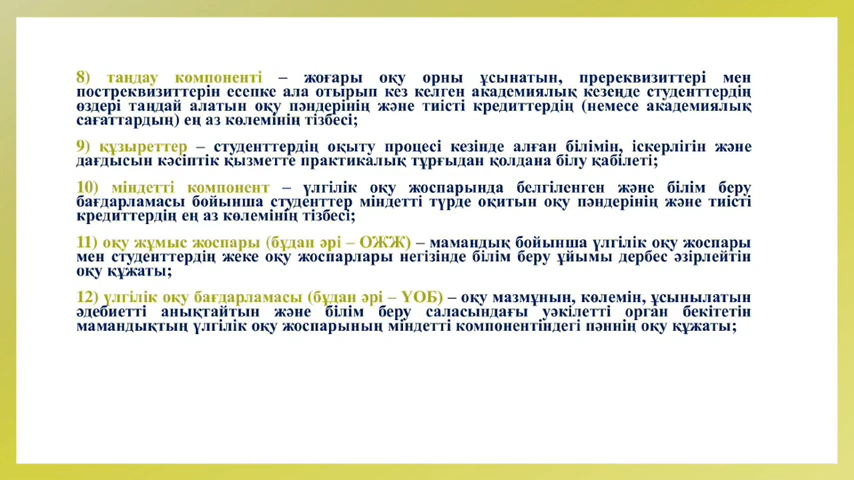 8) таңдау компоненті – жоғары оқу орны ұсынатын, пререквизиттері мен
постреквизиттерін есепке ала отырып кез келген академиялық кезеңде студенттердің
өздері таңдай алатын оқу пәндерінің және тиісті кредиттердің (немесе академиялық
сағаттардың) ең аз көлемінің тізбесі;
9) құзыреттер – студенттердің оқыту процесі кезінде алған білімін, іскерлігін және
дағдысын кәсіптік қызметте практикалық тұрғыдан қолдана білу қабілеті;
10) міндетті компонент – үлгілік оқу жоспарында белгіленген және білім беру
бағдарламасы бойынша студенттер міндетті түрде оқитын оқу пәндерінің және тиісті
кредиттердің ең аз көлемінің тізбесі;
11) оқу жұмыс жоспары (бұдан әрі – ОЖЖ) – мамандық бойынша үлгілік оқу жоспары
мен студенттердің жеке оқу жоспарлары негізінде білім беру ұйымы дербес әзірлейтін
оқу құжаты;
12) үлгілік оқу бағдарламасы (бұдан әрі – ҮОБ) – оқу мазмұнын, көлемін, ұсынылатын
әдебиетті анықтайтын және білім беру саласындағы уәкілетті орган бекітетін
мамандықтың үлгілік оқу жоспарының міндетті компонентіндегі пәннің оқу құжаты;